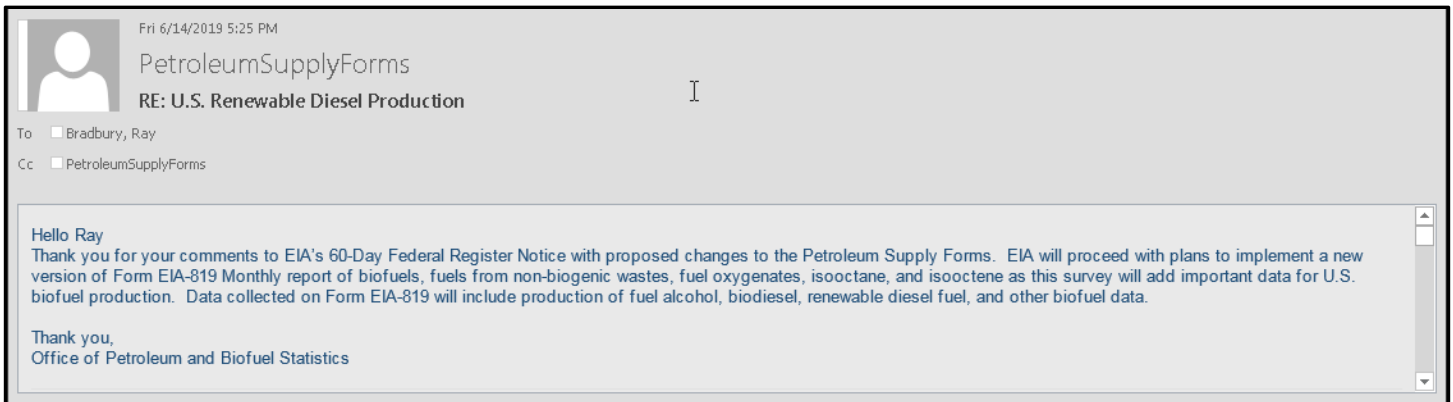 Fri 6/14/2019 5:25 PM
PetroleumSupplyForms
RE: U.S. Renewable Diesel Production
To Bradbury, Ray
Cc PetroleumSupplyForms
Hello Ray
Thank you for your comments to EIA's 60-Day Federal Register Notice with proposed changes to the Petroleum Supply Forms.  EIA will proceed with plans to implement a new
version of Form EIA-819 Monthly report of biofuels, fuels from non-biogenic wastes, fuel oxygenates, isooctane, and isooctene as this survey will add important data for U.S.
biofuel production.  Data collected on Form EIA-819 will include production of fuel alcohol, biodiesel, renewable diesel fuel, and other biofuel data.
Thank you,
Office of Petroleum and Biofuel Statistics